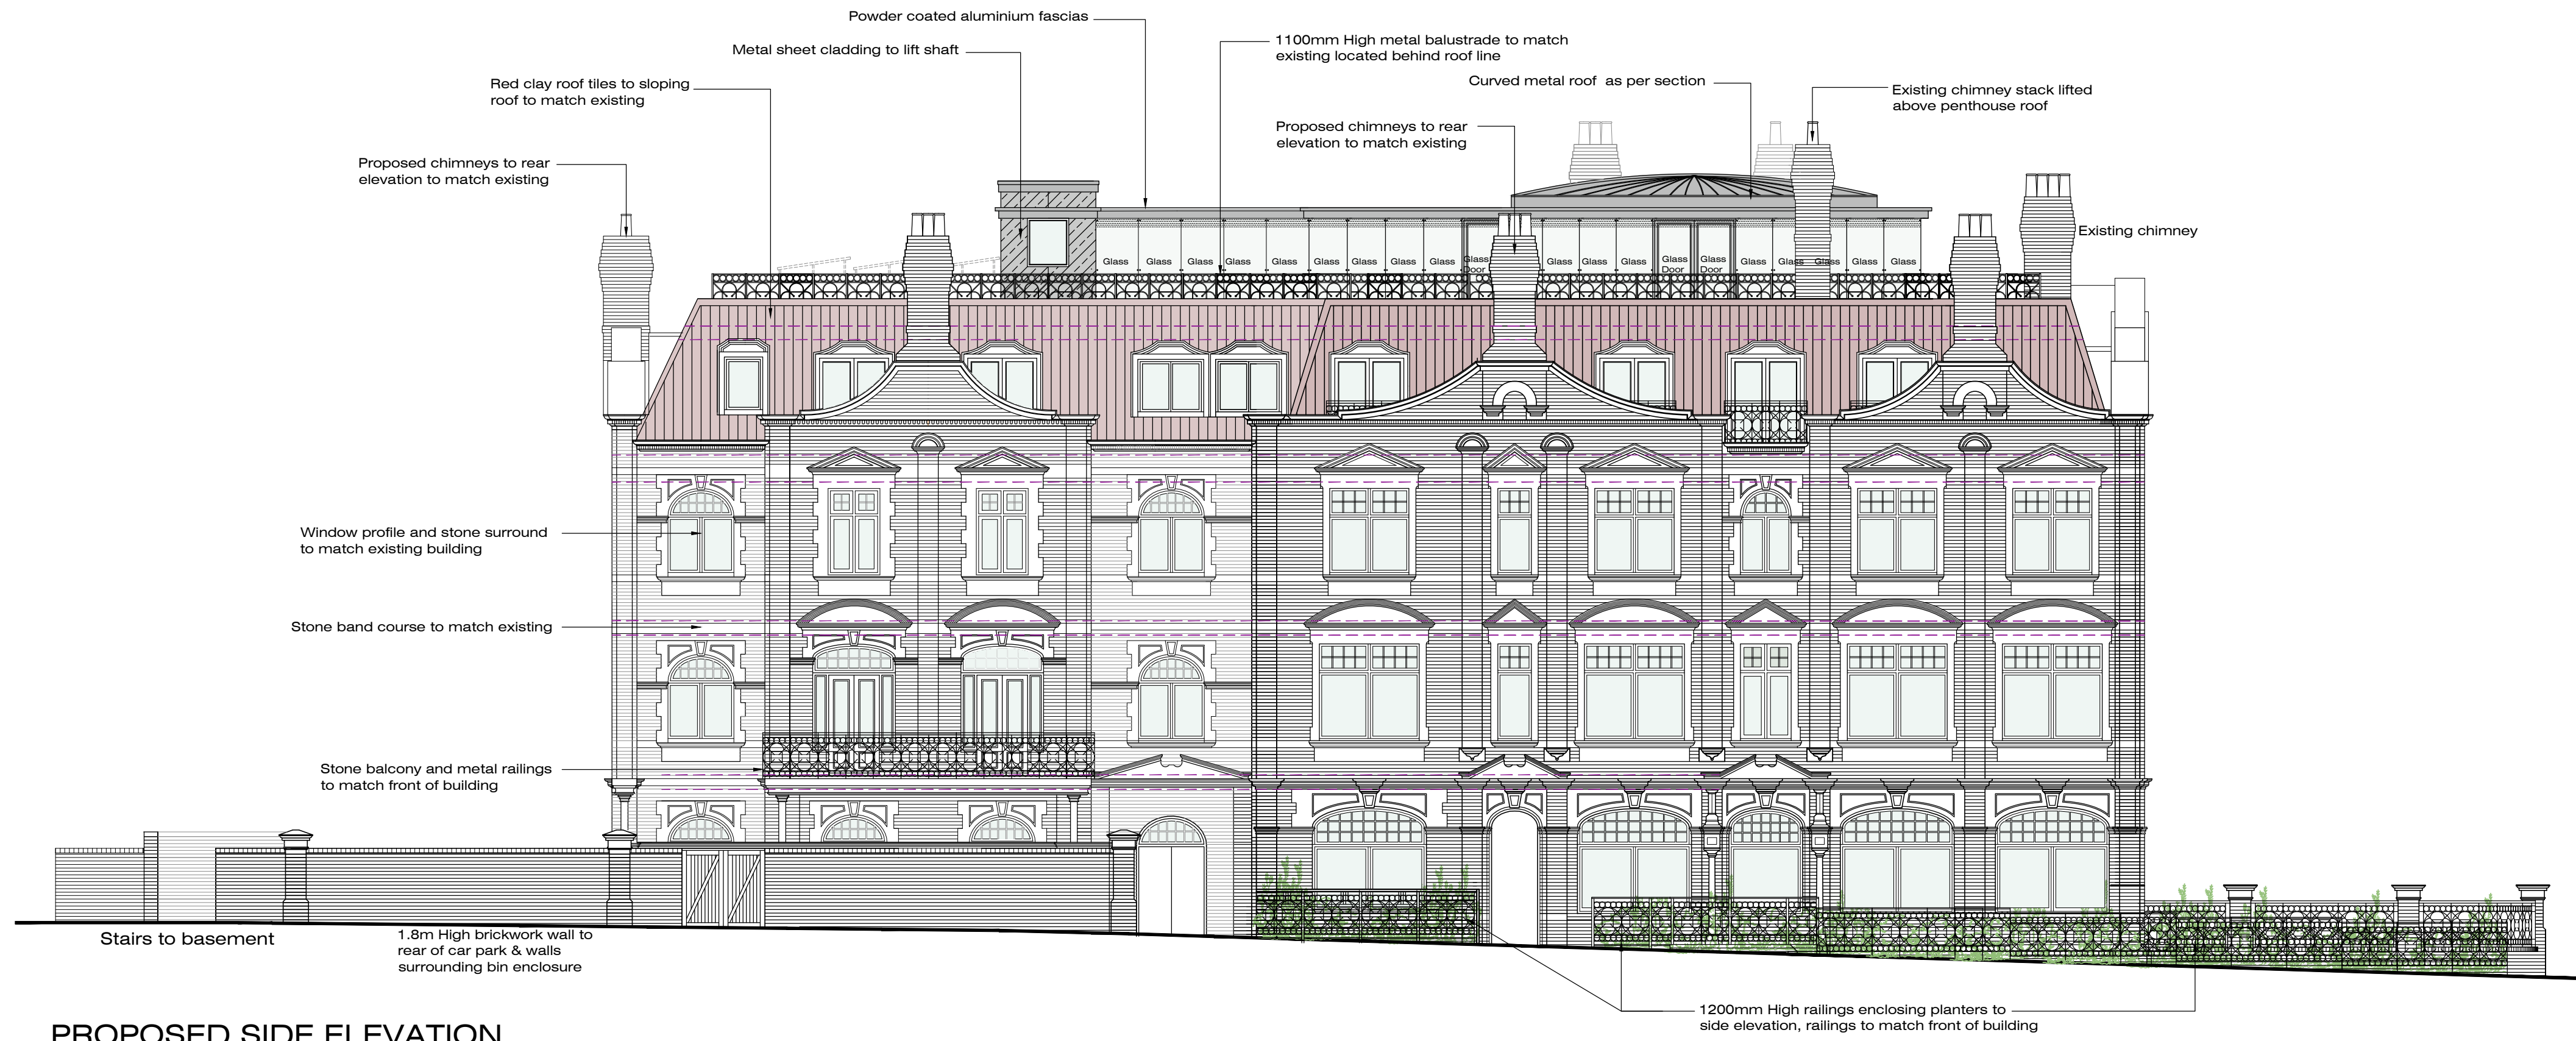 Powder coated aluminium fascias
Metal sheet cladding to lift shaft
1100mm High metal balustrade to match
existing located behind roof line
Red clay roof tiles to sloping
roof to match existing
Curved metal roof as per section
Existing chimney stack lifted
above penthouse roof
Proposed chimneys to rear
elevation to match existing
Proposed chimneys to rear
elevation to match existing
Existing chimney
Glass Glass Glass Glass Glass Glass Glass Glass Glass Glass
Door
Glass Glass Glass Glass
Door
Glass
Door
Glass Glass Glass Glass
Window profile and stone surround
to match existing building
Stone band course to match existing
Stone balcony and metal railings
to match front of building
Stairs to basement
1.8m High brickwork wall to
rear of car park & walls
surrounding bin enclosure
1200mm High railings enclosing planters to
side elevation, railings to match front of building
PROPOSED SIDE ELEVATION